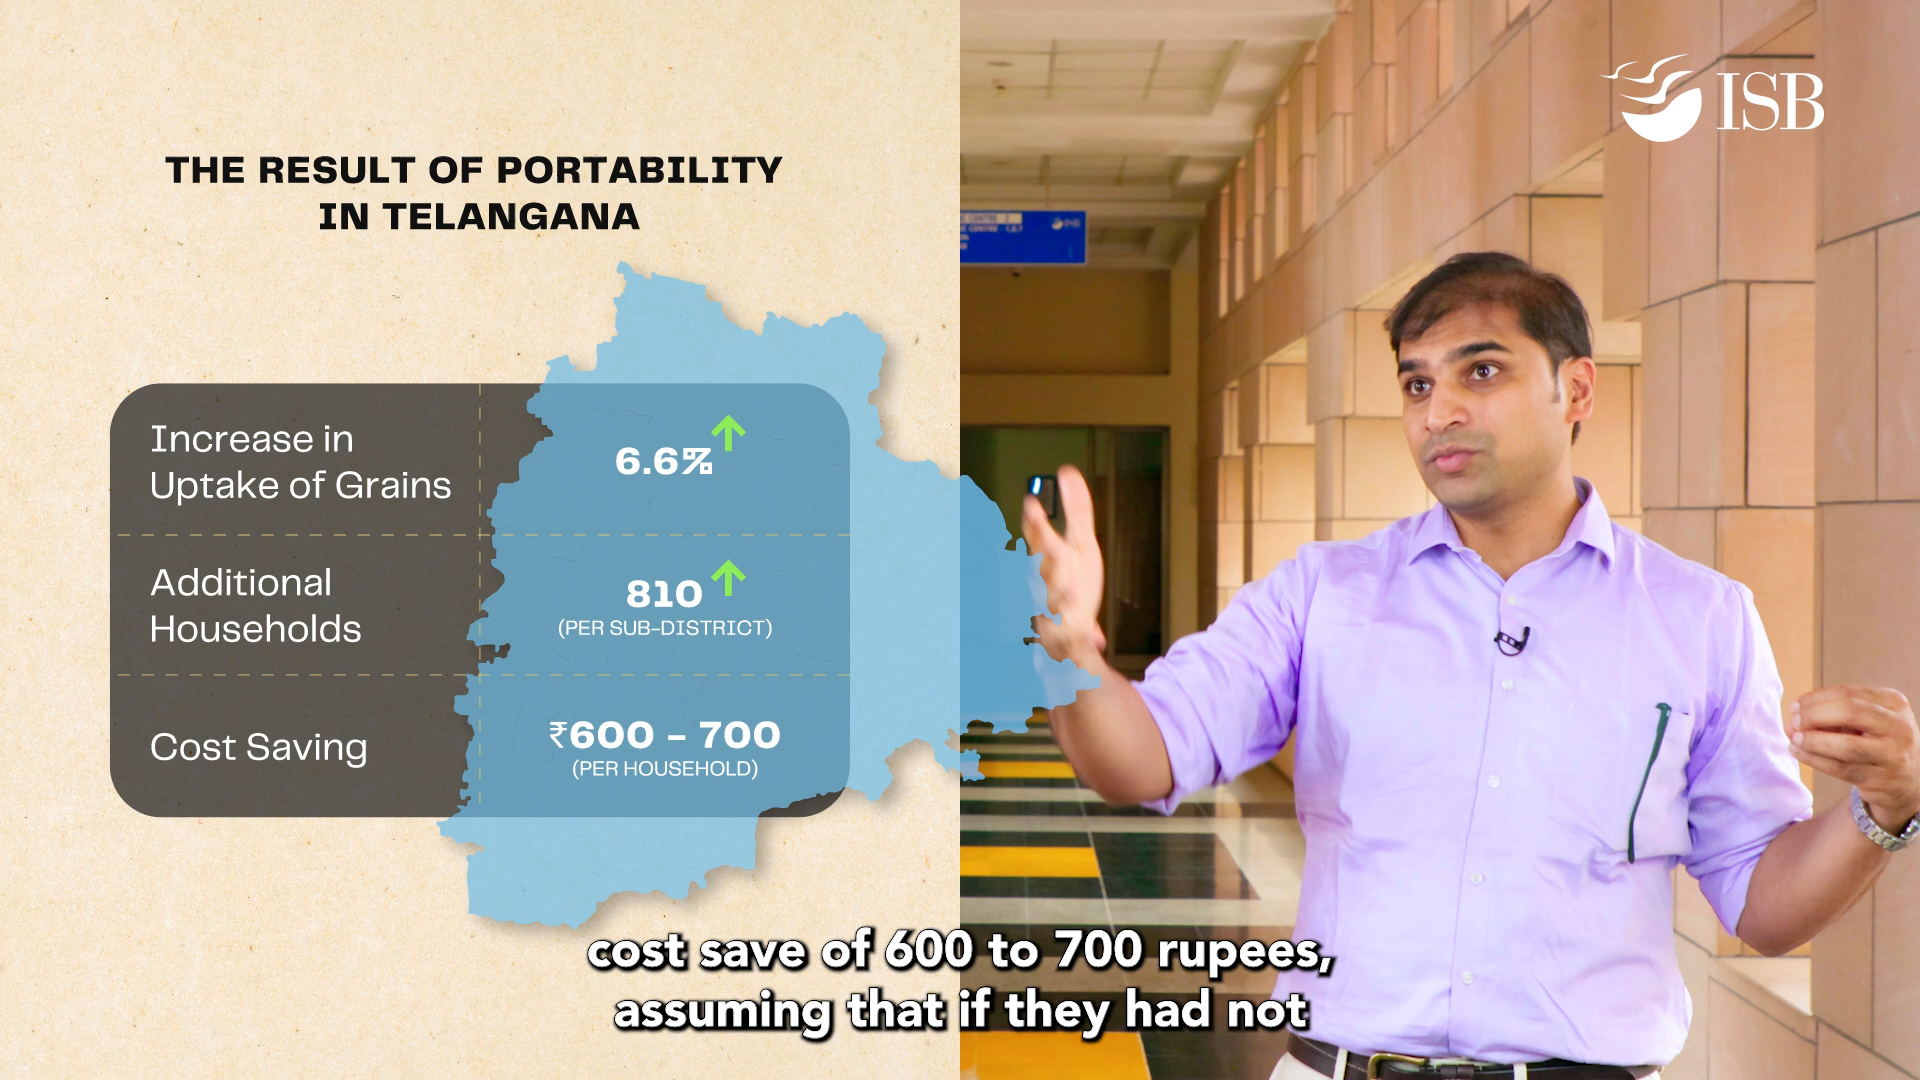 THE RESULT OF PORTABILITY
IN TELANGANA
Increase in
Uptake of Grains
6.6%
Additional
Households
810
(PER SUB-DISTRICT)
Cost Saving
₹600 - 700
(PER HOUSEHOLD)
ISB
cost save of 600 to 700 rupees,
assuming that if they had not